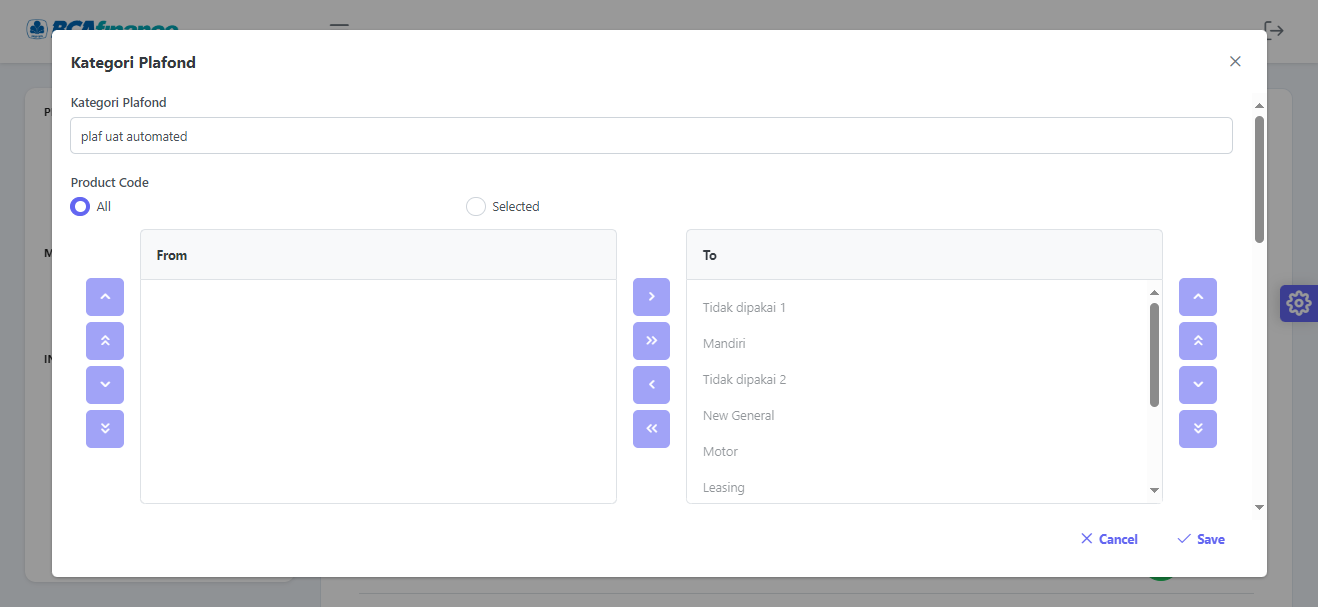 BCAfinance
Kategori Plafond
Kategori Plafond
plaf uat automated
Product Code
All Selected
From To
Tidak dipakai 1
Mandiri
Tidak dipakai 2
New General
Motor
Leasing
Cancel Save